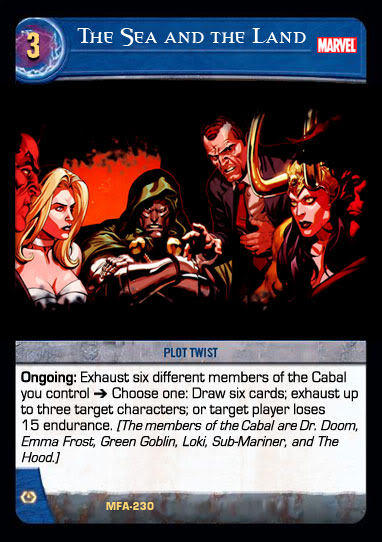 3
The Sea and the Land
MARVEL
PLOT TWIST
Ongoing: Exhaust six different members of the Cabal
you control ➔ Choose one: Draw six cards; exhaust up
to three target characters; or target player loses
15 endurance. [The members of the Cabal are Dr. Doom,
Emma Frost, Green Goblin, Loki, Sub-Mariner, and The
Hood.]
MFA-230